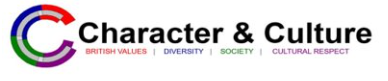 Character & Culture
BRITISH VALUES | DIVERSITY | SOCIETY | CULTURAL RESPECT